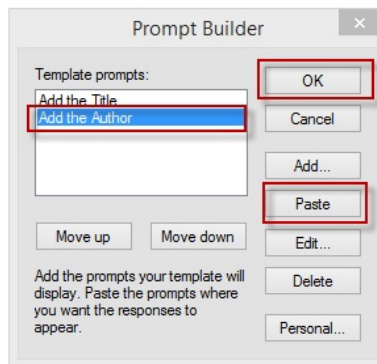 Prompt Builder
×
Template prompts:
Add the Title
Add the Author
OK
Cancel
Add...
Paste
Edit...
Delete
Personal...
Move up
Move down
Add the prompts your template will
display. Paste the prompts where
you want the responses to
appear.